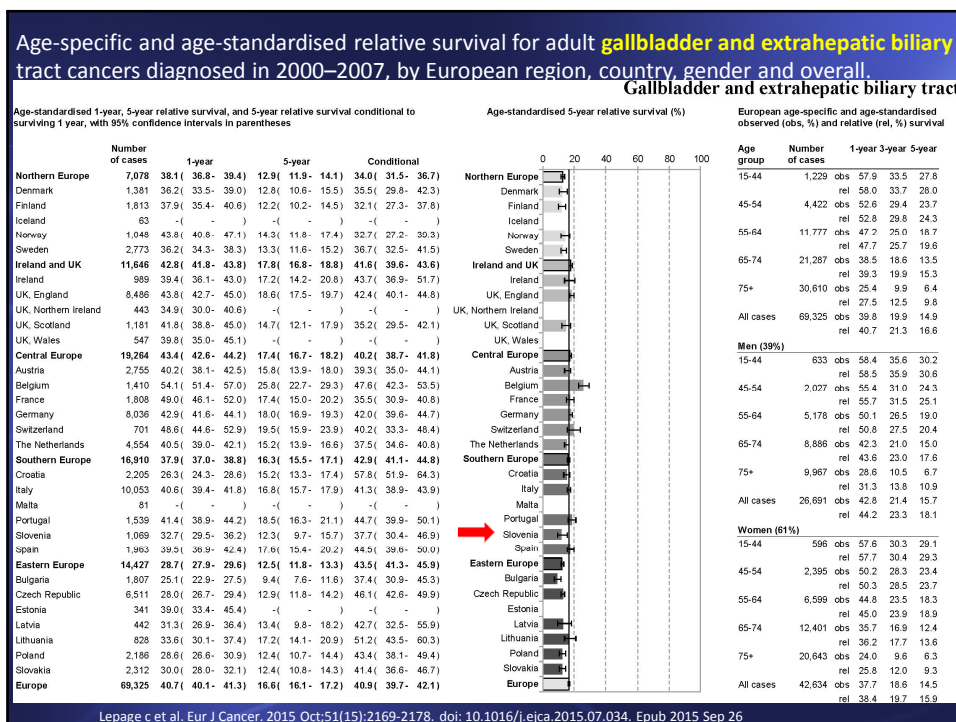 Age-specific and age-standardised relative survival for adult gallbladder and extrahepatic biliary
tract cancers diagnosed in 2000–2007, by European region, country, gender and overall.
Gallbladder and extrahepatic biliary tract
Age-standardised 1-year, 5-year relative survival, and 5-year relative survival conditional to
surviving 1 year, with 95% confidence intervals in parentheses
Number of cases 1-year 5-year Conditional
Northern Europe 7,078 38.1 ( 36.8- 39.4) 12.9 ( 11.9 - 14.1) 34.0 ( 31.5 - 36.7)
Denmark 1,381 36.2 ( 33.5- 39.0) 12.8 ( 10.6 - 15.5) 35.5 ( 29.8 - 42.3)
Finland 1,813 37.9 ( 35.4 - 40.6) 12.2 ( 10.2 - 14.5) 32.1 ( 27.3- 37.8)
Iceland 63 -( - ) -( - ) -( - )
Norway 1,048 43.8 ( 40.8- 47.1) 14.3 ( 11.8 - 17.4) 32.7 ( 27.2 - 39.3)
Sweden 2,773 36.2 ( 34.3 - 38.3) 13.3 ( 11.6 - 15.2) 36.7 ( 32.5 - 41.5)
Ireland and UK 11,646 42.8 ( 41.8 - 43.8) 17.8 ( 16.8 - 18.8) 41.6 ( 39.6 - 43.6)
Ireland 989 39.4 ( 36.1 - 43.0) 17.2 ( 14.2 - 20.8) 43.7 ( 36.9 - 51.7)
UK, England 8,486 43.8 ( 42.7 - 45.0) 18.6 ( 17.5 - 19.7) 42.4 ( 40.1 - 44.8)
UK, Northern Ireland 443 34.9 ( 30.0 - 40.6) -( - ) -( - )
UK, Scotland 1,181 41.8 ( 38.8 - 45.0) 14.7 ( 12.1 - 17.9) 35.2 ( 29.5 - 42.1)
UK, Wales 547 39.8 ( 35.0 - 45.1) -( - ) -( - )
Central Europe 19,264 43.4 ( 42.6 - 44.2) 17.4 ( 16.7 - 18.2) 40.2 ( 38.7 - 41.8)
Austria 2,755 40.2 ( 38.1 - 42.5) 15.8 ( 13.9 - 18.0) 39.3 ( 35.0 - 44.1)
Belgium 1,410 54.1 ( 51.4 - 57.0) 25.8 ( 22.7 - 29.3) 47.6 ( 42.3 - 53.5)
France 1,808 49.0 ( 46.1 - 52.0) 17.4 ( 15.0 - 20.2) 35.5 ( 30.9 - 40.8)
Germany 8,036 42.9 ( 41.6 - 44.1) 18.0 ( 16.9 - 19.3) 42.0 ( 39.6 - 44.7)
Switzerland 701 48.6 ( 44.6 - 52.9) 19.5 ( 15.9 - 23.9) 40.2 ( 33.3 - 48.4)
The Netherlands 4,554 40.5 ( 39.0 - 42.1) 15.2 ( 13.9 - 16.6) 37.5 ( 34.6 - 40.8)
Southern Europe 16,910 37.9 ( 37.0 - 38.8) 16.3 ( 15.5 - 17.1) 42.9 ( 41.1 - 44.8)
Croatia 2,205 26.3 ( 24.3 - 28.6) 15.2 ( 13.3 - 17.4) 57.8 ( 51.9 - 64.3)
Italy 10,053 40.6 ( 39.4 - 41.8) 16.8 ( 15.7 - 17.9) 41.3 ( 38.9 - 43.9)
Malta 81 -( - ) -( - ) -( - )
Portugal 1,539 41.4 ( 38.9 - 44.2) 18.5 ( 16.3 - 21.1) 44.7 ( 39.9 - 50.1)
Slovenia 1,069 32.7 ( 29.5 - 36.2) 12.3 ( 9.7 - 15.7) 37.7 ( 30.4 - 46.9)
Spain 1,963 39.5 ( 36.9 - 42.4) 17.6 ( 15.4 - 20.2) 44.5 ( 39.6 - 50.0)
Eastern Europe 14,427 28.7 ( 27.9 - 29.6) 12.5 ( 11.8 - 13.3) 43.5 ( 41.3 - 45.9)
Bulgaria 1,807 25.1 ( 22.9 - 27.5) 9.4 ( 7.6 - 11.6) 37.4 ( 30.9 - 45.3)
Czech Republic 6,511 28.0 ( 26.7 - 29.4) 12.9 ( 11.8 - 14.2) 46.1 ( 42.6 - 49.9)
Estonia 341 39.0 ( 33.4 - 45.4) -( - ) -( - )
Latvia 442 31.3 ( 26.9 - 36.4) 13.4 ( 9.8 - 18.2) 42.7 ( 32.5 - 55.9)
Lithuania 828 33.6 ( 30.1 - 37.4) 17.2 ( 14.1 - 20.9) 51.2 ( 43.5 - 60.3)
Poland 2,186 28.6 ( 26.6 - 30.9) 12.4 ( 10.7 - 14.4) 43.4 ( 38.1 - 49.4)
Slovakia 2,312 30.0 ( 28.0 - 32.1) 12.4 ( 10.8 - 14.3) 41.4 ( 36.6 - 46.7)
Europe 69,325 40.7 ( 40.1 - 41.3) 16.6 ( 16.1 - 17.2) 40.9 ( 39.7 - 42.1)
Age-standardised 5-year relative survival (%)
0 20 40 60 80 100
Northern Europe
Denmark
Finland
Iceland
Norway
Sweden
Ireland and UK
Ireland
UK, England
UK, Northern Ireland
UK, Scotland
UK, Wales
Central Europe
Austria
Belgium
France
Germany
Switzerland
The Netherlands
Southern Europe
Croatia
Italy
Malta
Portugal
Slovenia
Spain
Eastern Europe
Bulgaria
Czech Republic
Estonia
Latvia
Lithuania
Poland
Slovakia
Europe
European age-specific and age-standardised
observed (obs, %) and relative (rel, %) survival
Age group Number of cases 1-year 3-year 5-year
15-44 1,229 obs 57.9 33.5 27.8
rel 58.0 33.7 28.0
45-54 4,422 obs 52.6 29.4 23.7
rel 52.8 29.8 24.3
55-64 11,777 obs 47.2 25.0 18.7
rel 47.7 25.7 19.6
65-74 21,287 obs 38.5 18.6 13.5
rel 39.3 19.9 15.3
75+ 30,610 obs 25.4 9.9 6.4
rel 27.5 12.5 9.8
All cases 69,325 obs 39.8 19.9 14.9
rel 40.7 21.3 16.6
Men (39%)
15-44 633 obs 58.4 35.6 30.2
rel 58.5 35.9 30.6
45-54 2,027 obs 55.4 31.0 24.3
rel 55.7 31.5 25.1
55-64 5,178 obs 50.1 26.5 19.0
rel 50.8 27.5 20.4
65-74 8,886 obs 42.3 21.0 15.0
rel 43.6 23.0 17.6
75+ 9,967 obs 28.6 10.5 6.7
rel 31.3 13.8 10.9
All cases 26,691 obs 42.8 21.4 15.7
rel 44.2 23.3 18.1
Women (61%)
15-44 596 obs 57.6 30.3 29.1
rel 57.7 30.4 29.3
45-54 2,395 obs 50.2 28.3 23.4
rel 50.3 28.5 23.7
55-64 6,599 obs 44.8 23.5 18.3
rel 45.0 23.9 18.9
65-74 12,401 obs 35.7 16.9 12.4
rel 36.2 17.7 13.6
75+ 20,643 obs 24.0 9.6 6.3
rel 25.8 12.0 9.3
All cases 42,634 obs 37.7 18.6 14.5
rel 38.4 19.7 15.9
Lepage c et al. Eur J Cancer. 2015 Oct;51(15):2169-2178. doi: 10.1016/j.ejca.2015.07.034. Epub 2015 Sep 26